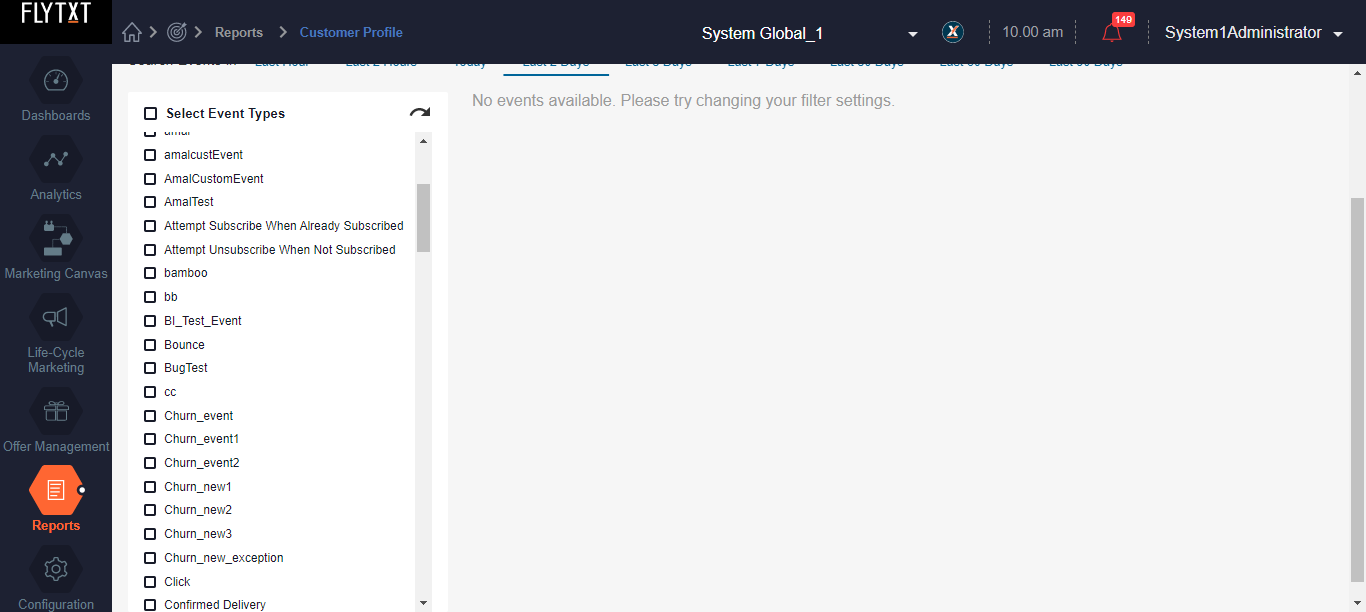 FLYTXT
Reports
Customer Profile
System Global_1
10.00 am
149
System1Administrator
Dashboards
Analytics
Marketing Canvas
Life-Cycle
Marketing
Offer Management
Reports
Configuration
Search Events in Last Hour Last 2 Hours Today Last 2 Days Last 5 Days Last 7 Days Last 30 Days Last 60 Days Last 90 Days
Select Event Types
No events available. Please try changing your filter settings.
amal
amalcustEvent
AmalCustomEvent
AmalTest
Attempt Subscribe When Already Subscribed
Attempt Unsubscribe When Not Subscribed
bamboo
bb
BI_Test_Event
Bounce
BugTest
cc
Churn_event
Churn_event1
Churn_event2
Churn_new1
Churn_new2
Churn_new3
Churn_new_exception
Click
Confirmed Delivery